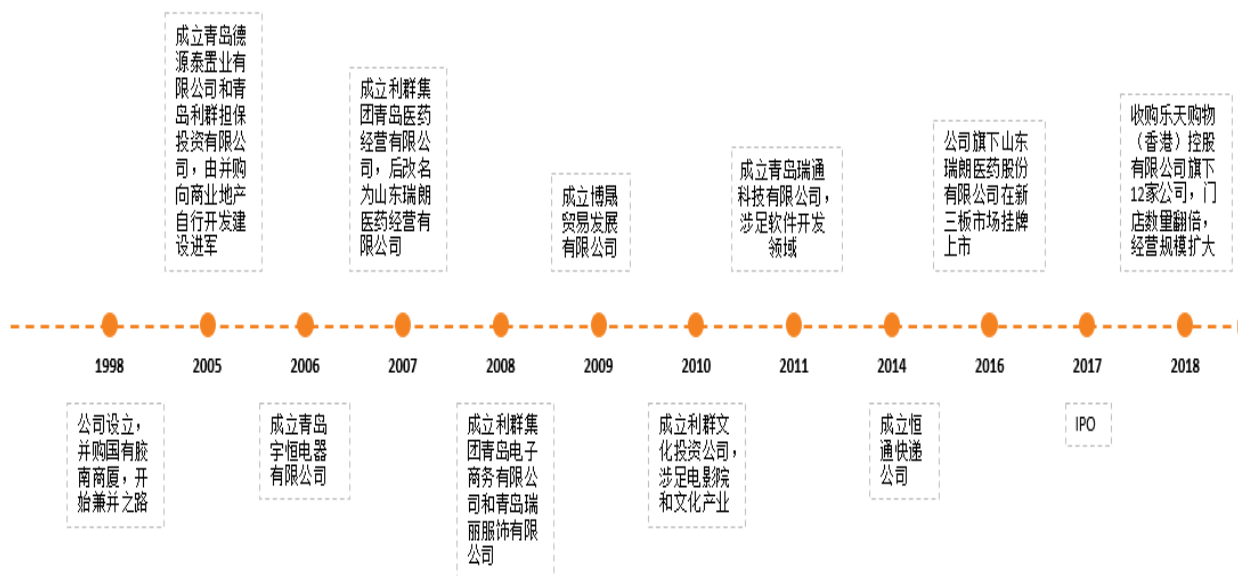 成立青岛德
源泰置业有
限公司和青
岛利群担保
投资有限公
司，由并购
向商业地产
自行开发建
设进军
成立利群集
团青岛医药
经营有限公
司，后改名
为山东瑞朗
医药经营有
限公司
成立博晟
贸易发展
有限公司
成立青岛瑞通
科技有限公司，
涉足软件开发
领域
公司旗下山东
瑞朗医药股份
有限公司在新
三板市场挂牌
上市
收购乐天购物
（香港）控股
有限公司旗下
12家公司，门
店数量翻倍，
经营规模扩大
1998
2005
2006
2007
2008
2009
2010
2011
2014
2016
2017
2018
公司设立，
并购国有胶
南商厦，开
始兼并之路
成立青岛
宇恒电器
有限公司
成立利群集
团青岛电子
商务有限公
司和青岛瑞
丽服饰有限
公司
成立利群文
化投资公司，
涉足电影院
和文化产业
成立恒
通快递
公司
IPO